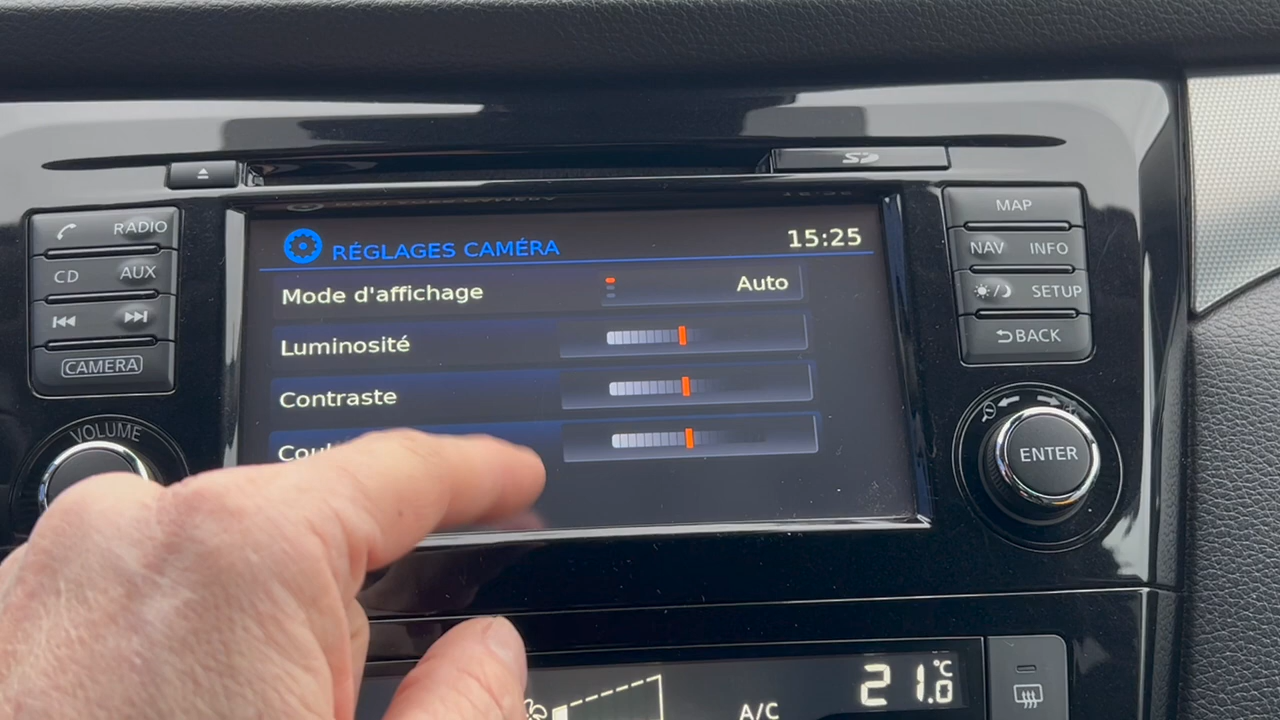 SD
RADIO
CD AUX
CAMERA
VOLUME
RÉGLAGES CAMÉRA 15:25
Mode d'affichage Auto
Luminosité
Contraste
MAP
NAV INFO
SETUP
BACK
ENTER
A/C
21.0 °C